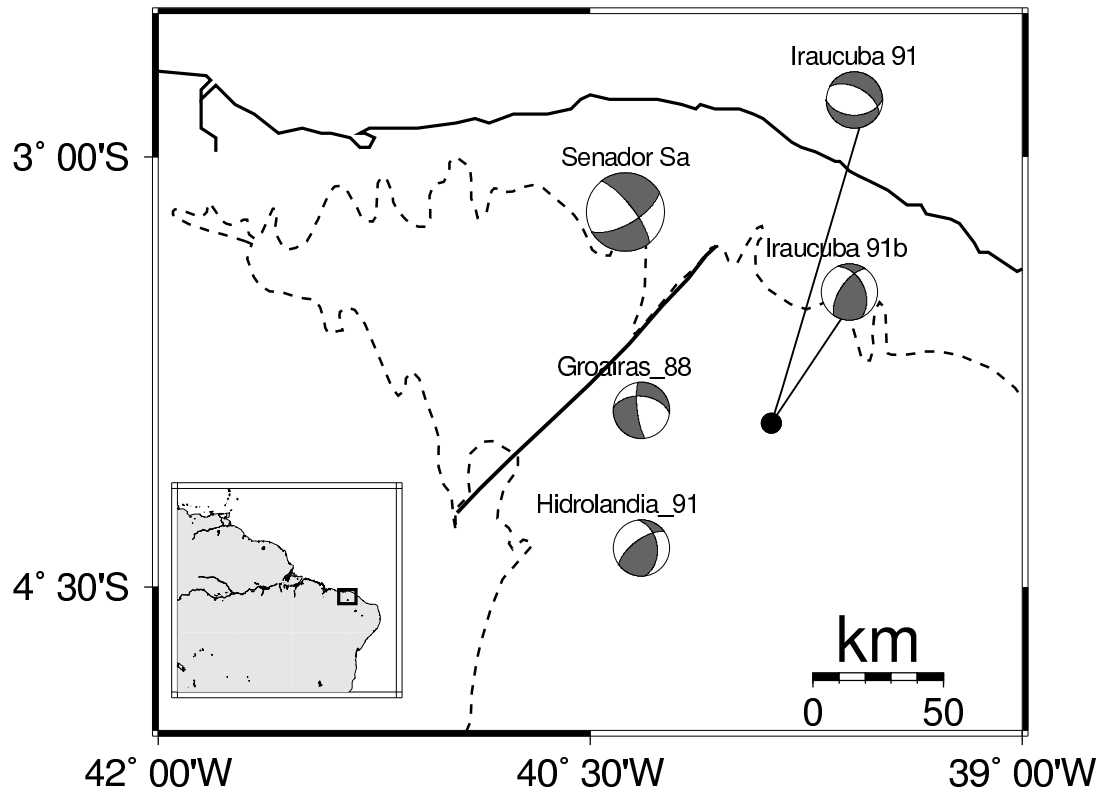 Iraucuba 91
3° 00'S
Senador Sa
Iraucuba 91b
Groairas_88
Hidrolandia_91
4° 30'S
km
0 50
42° 00'W 40° 30'W 39° 00'W